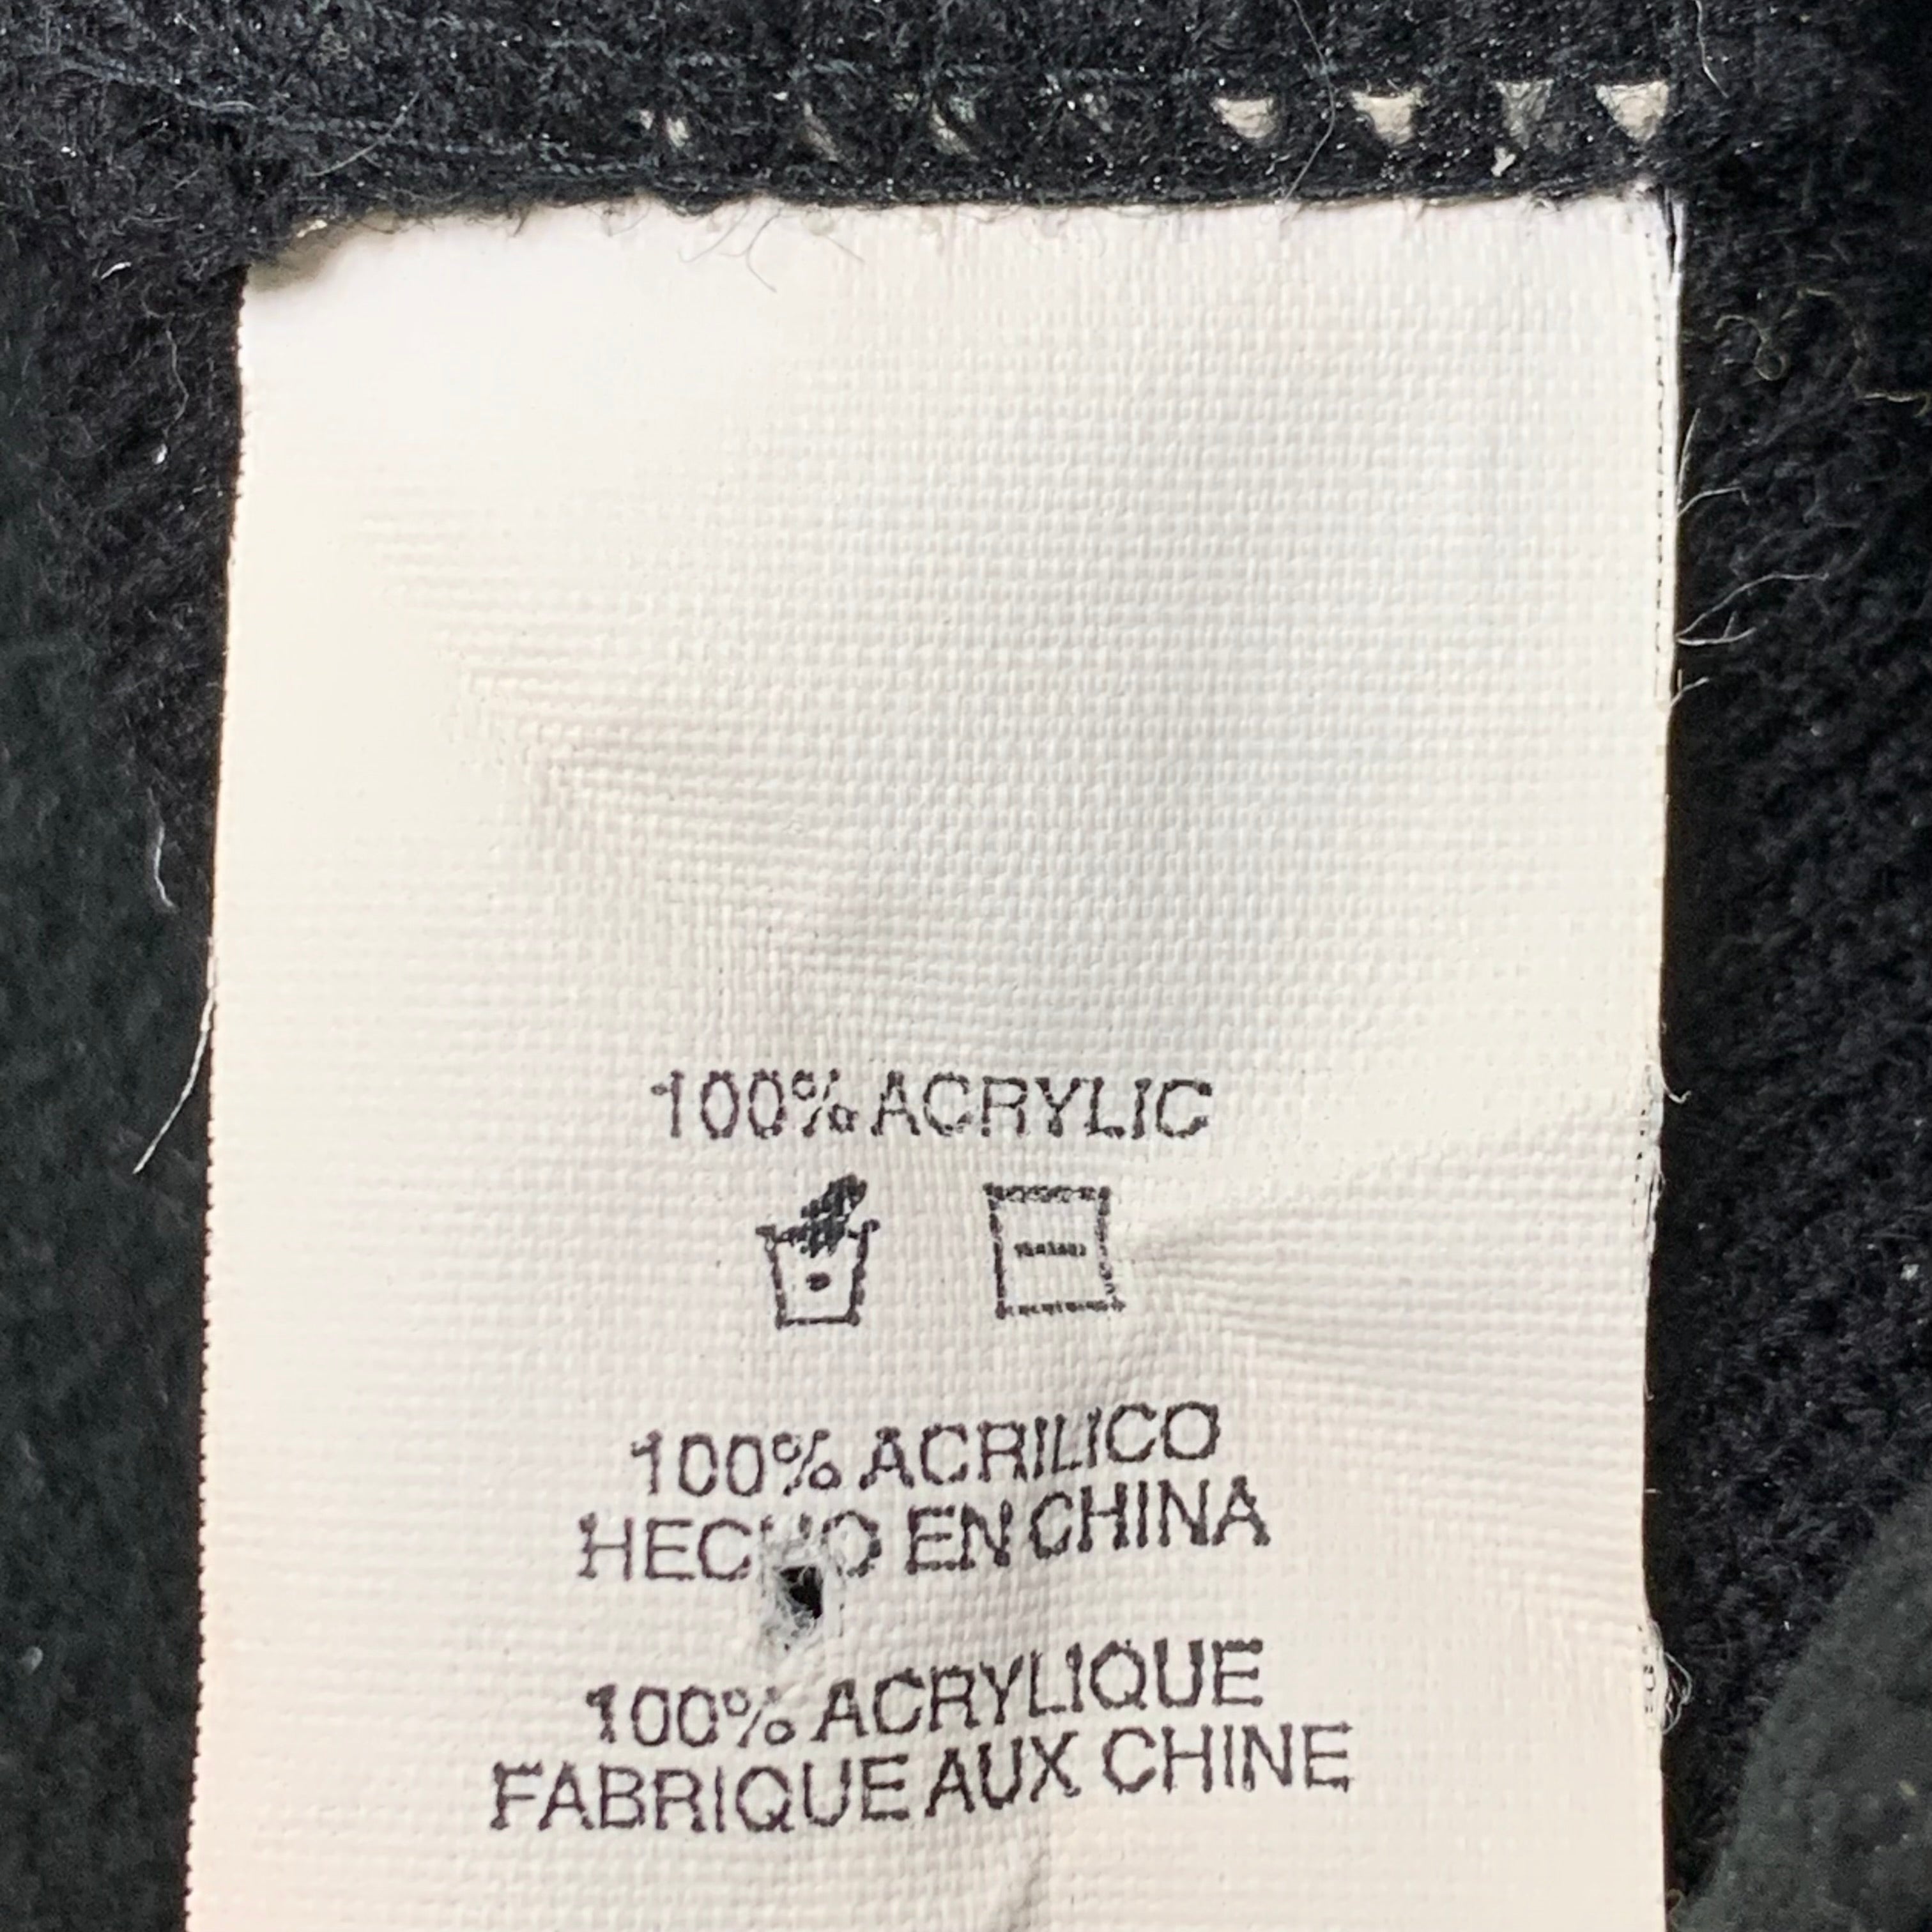 100% ACRYLIC
100% ACRILICO
HECHO EN CHINA
100% ACRYLIQUE
FABRIQUE AUX CHINE